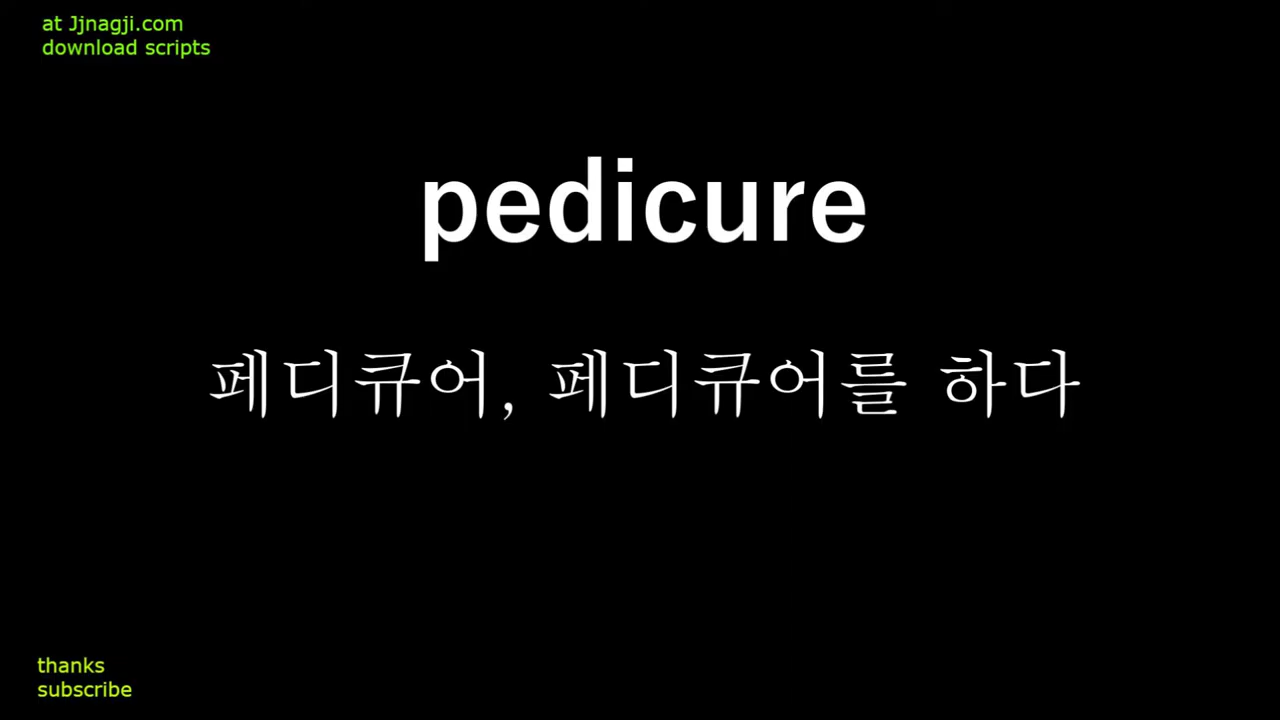 at Jjnagji.com
download scripts
pedicure
페디큐어, 페디큐어를 하다
thanks
subscribe